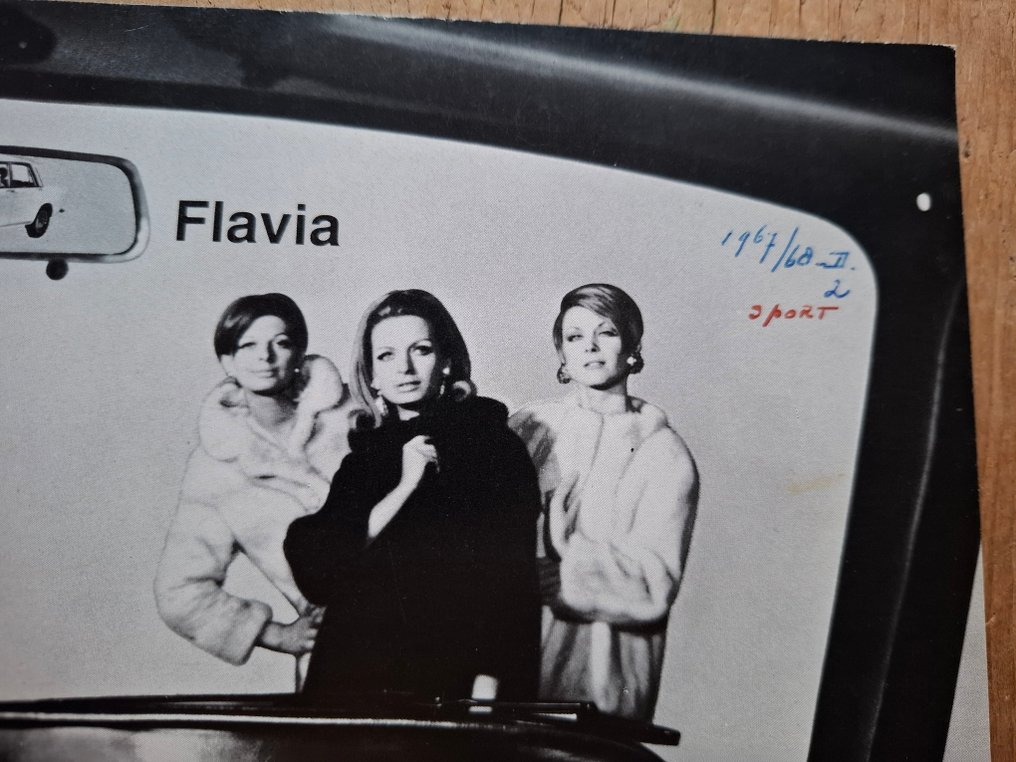 Flavia
1967/68-II.
2
SPORT